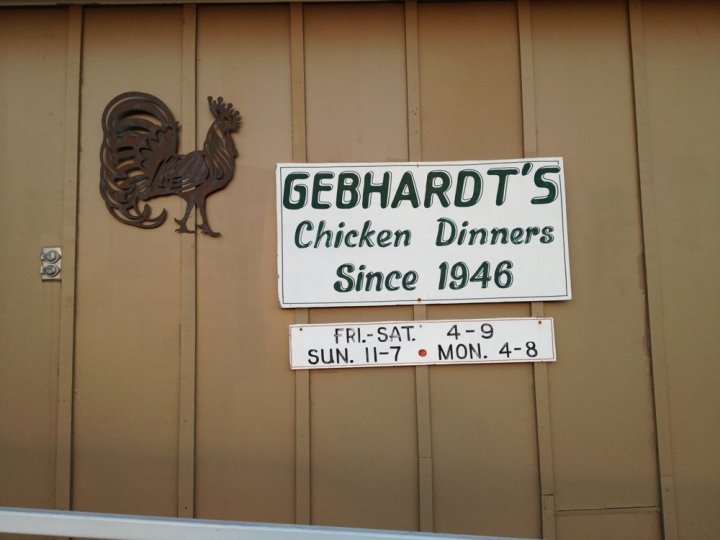 GEBHARDT'S
Chicken Dinners
Since 1946
FRI.-SAT. 4-9
SUN. 11-7 • MON. 4-8